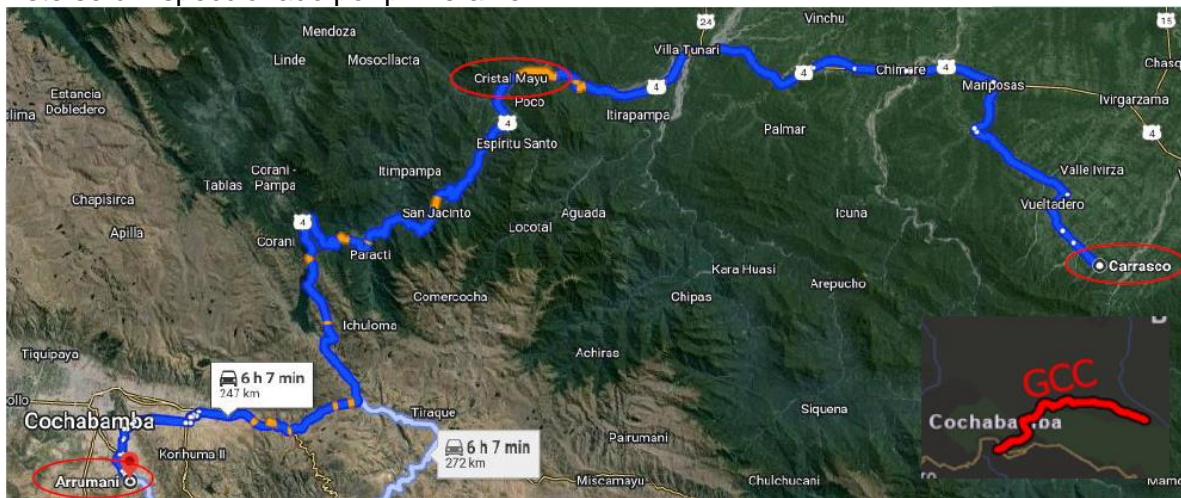 Mendoza
Vinchu
24
15
Linde
Mosocllacta
Villa Tunari
Cristal Mayu
4
Chimore
4
Chasq
Estancia
Dobledero
Mariposas
Poco
4
Ivirgarzama
Itirapampa
4
Palmar
4
Espiritu Santo
Corani -
Pampa
Itimpampa
Valle Ivirza
Tablas
Chapisirca
Vueltadero
San Jacinto
Aguada
Icuna
4
Apilla
Locotal
Corani
Paracti
Carrasco
Kara Huasi
Arepucho
Comercocha
Chipas
Ichuloma
Tiquipaya
Achiras
6 h 7 min
247 km
GCC
Cochabamba
Tiraque
Siquena
Cochabamba
Pairumani
Korihuma II
6 h 7 min
272 km
Arrumani
Miscamayu
Chulchucani